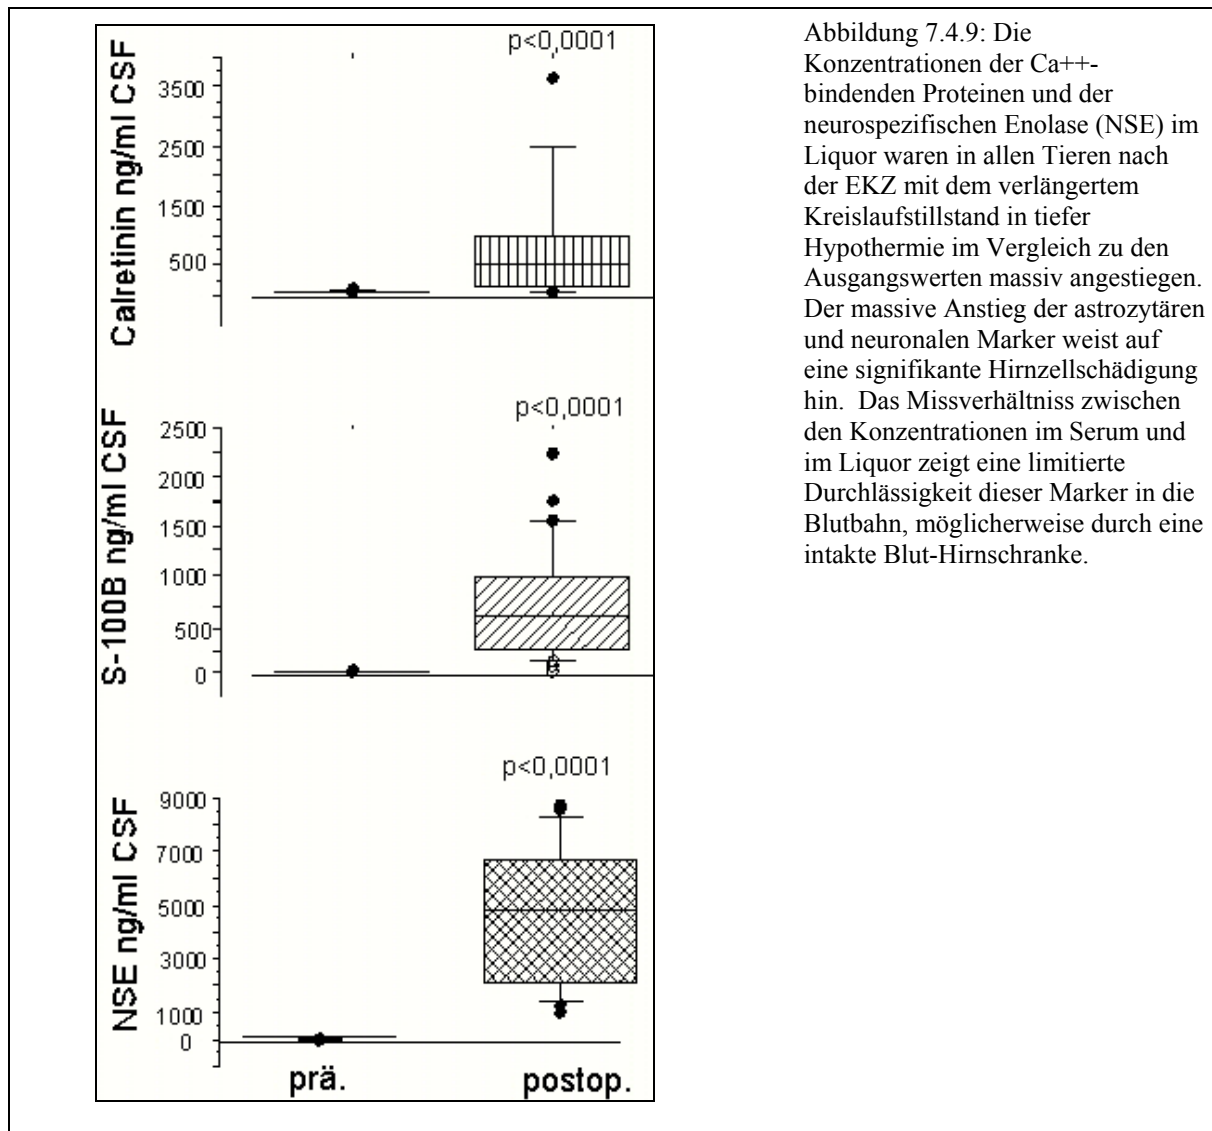 p<0,0001
Calretinin ng/ml CSF
3500
2500
1500
500
p<0,0001
S-100B ng/ml CSF
2500
2000
1500
1000
500
0
p<0,0001
NSE ng/ml CSF
9000
7000
5000
3000
1000
0
prä.
postop.
Abbildung 7.4.9: Die
Konzentrationen der Ca++-
bindenden Proteinen und der
neurospezifischen Enolase (NSE) im
Liquor waren in allen Tieren nach
der EKZ mit dem verlängertem
Kreislaufstillstand in tiefer
Hypothermie im Vergleich zu den
Ausgangswerten massiv angestiegen.
Der massive Anstieg der astrozytären
und neuronalen Marker weist auf
eine signifikante Hirnzellschädigung
hin.  Das Missverhältniss zwischen
den Konzentrationen im Serum und
im Liquor zeigt eine limitierte
Durchlässigkeit dieser Marker in die
Blutbahn, möglicherweise durch eine
intakte Blut-Hirnschranke.